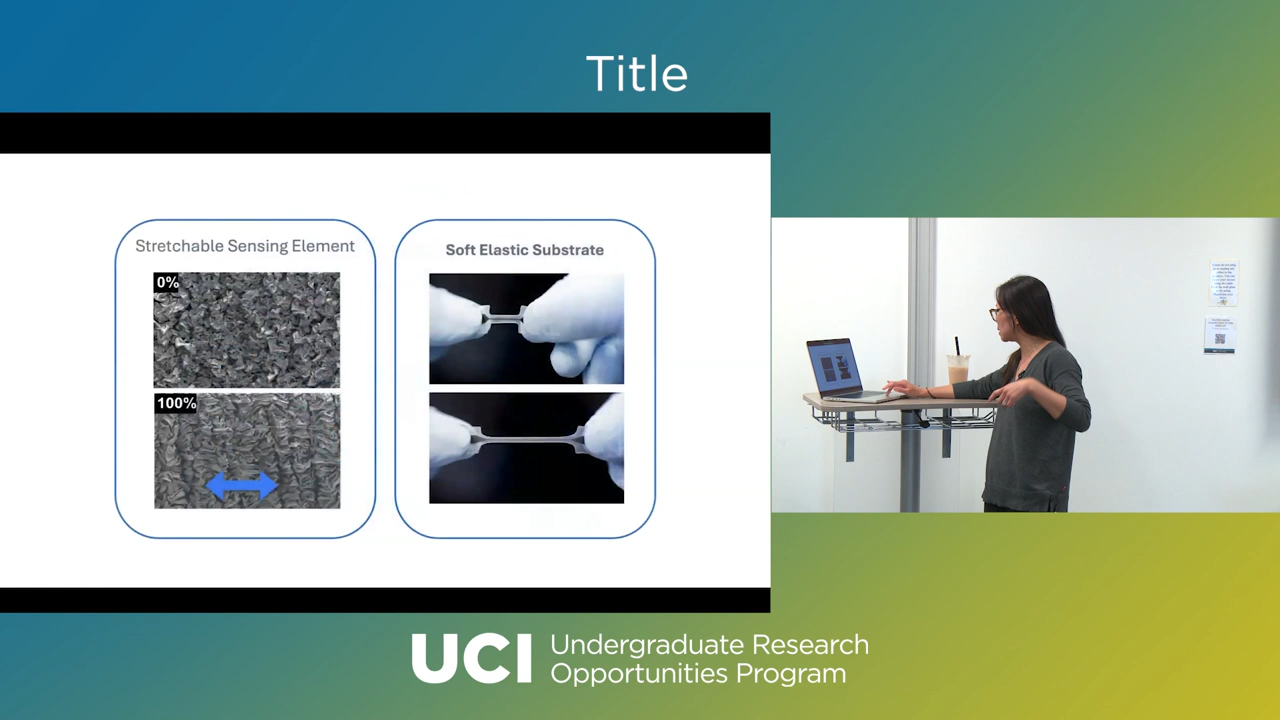 Title
Stretchable Sensing Element
0%
100%
Soft Elastic Substrate
UCI
Undergraduate Research
Opportunities Program